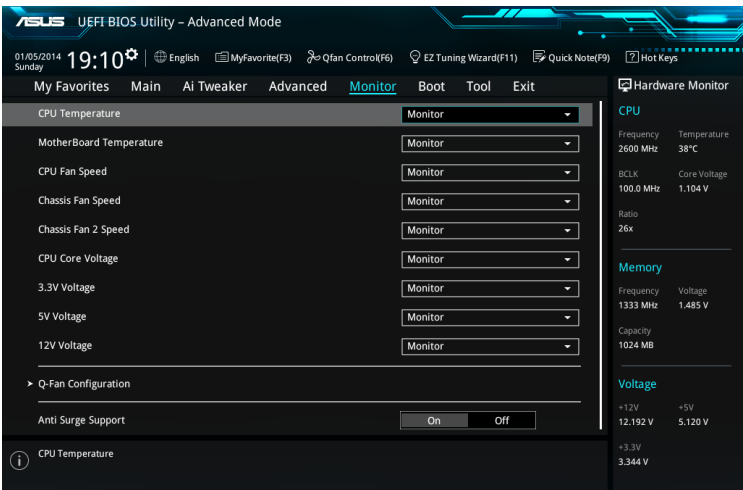 ASUS UEFI BIOS Utility – Advanced Mode
01/05/2014
Sunday
19:10
English
MyFavorite(F3)
Qfan Control(F6)
EZ Tuning Wizard(F11)
Quick Note(F9)
? Hot Keys
My Favorites Main Ai Tweaker Advanced Monitor Boot Tool Exit
CPU Temperature Monitor
MotherBoard Temperature Monitor
CPU Fan Speed Monitor
Chassis Fan Speed Monitor
Chassis Fan 2 Speed Monitor
CPU Core Voltage Monitor
3.3V Voltage Monitor
5V Voltage Monitor
12V Voltage Monitor
Q-Fan Configuration
Anti Surge Support On Off
i CPU Temperature
Hardware Monitor
CPU
Frequency Temperature
2600 MHz 38°C
BCLK Core Voltage
100.0 MHz 1.104 V
Ratio
26x
Memory
Frequency Voltage
1333 MHz 1.485 V
Capacity
1024 MB
Voltage
+12V +5V
12.192 V 5.120 V
+3.3V
3.344 V